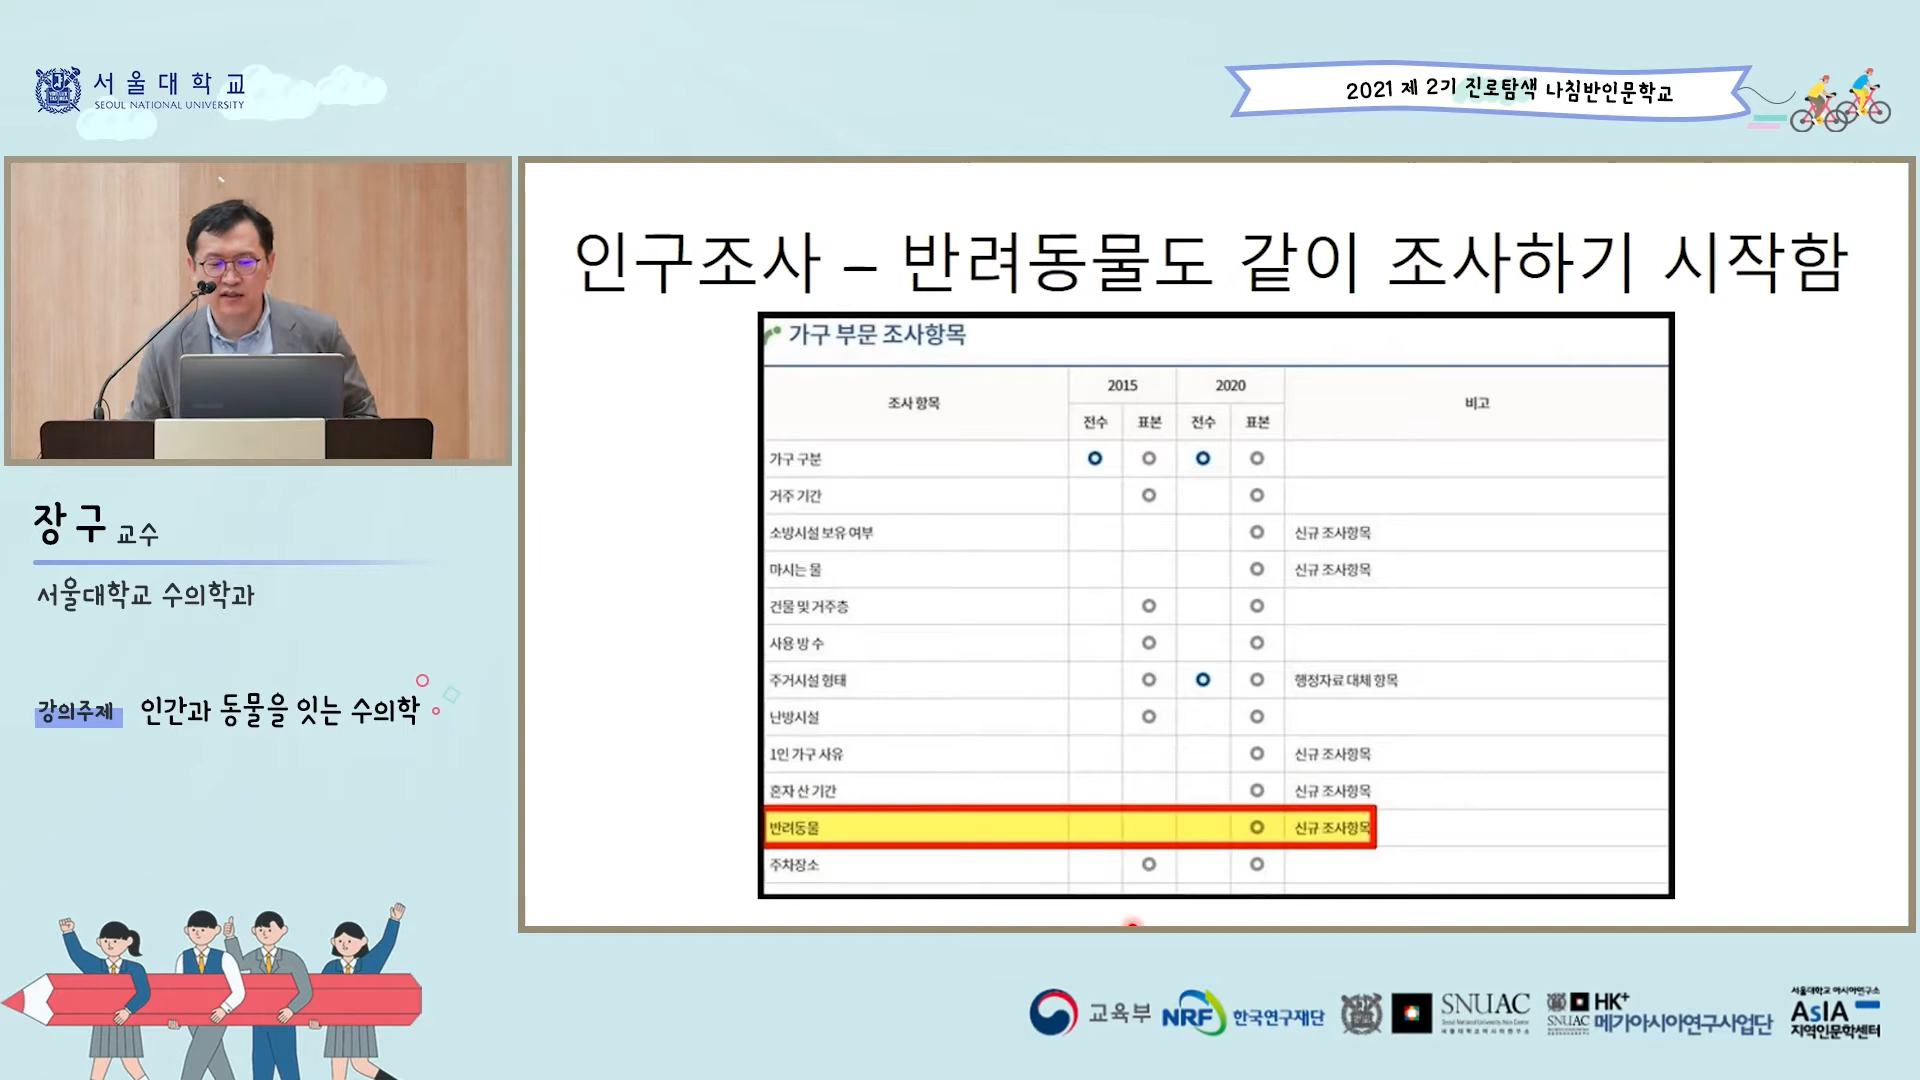 서울대학교
SEOUL NATIONAL UNIVERSITY
2021 제 2기 진로탐색 나침반인문학교
장구 교수
서울대학교 수의학과
강의주제 인간과 동물을 잇는 수의학
인구조사 – 반려동물도 같이 조사하기 시작함
가구 부문 조사항목
조사 항목 2015 2020 비고
전수 표본 전수 표본
가구 구분
거주 기간
소방시설 보유 여부 신규 조사항목
마시는 물 신규 조사항목
건물 및 거주층
사용 방 수
주거시설 형태 행정자료 대체 항목
난방시설
1인 가구 사유 신규 조사항목
혼자 산 기간 신규 조사항목
반려동물 신규 조사항목
주차장소
교육부
NRF 한국연구재단
SNUAC
HK+
SNUAC 메가아시아연구사업단
서울대학교 아시아연구소
AsIA
지역인문학센터